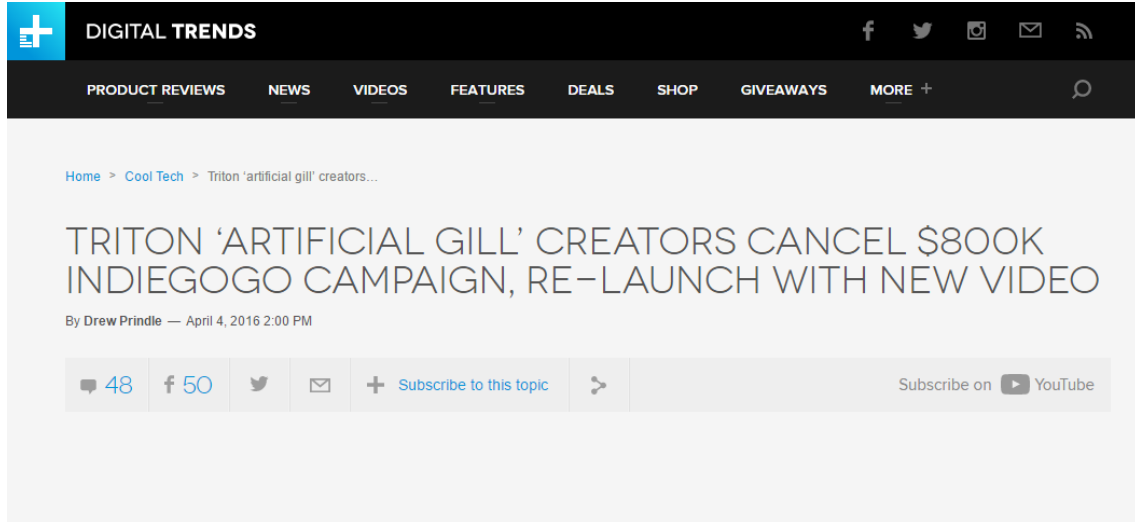 DIGITAL TRENDS
PRODUCT REVIEWS NEWS VIDEOS FEATURES DEALS SHOP GIVEAWAYS MORE +
Home > Cool Tech > Triton ‘artificial gill’ creators...
TRITON ‘ARTIFICIAL GILL’ CREATORS CANCEL $800K
INDIEGOGO CAMPAIGN, RE–LAUNCH WITH NEW VIDEO
By Drew Prindle — April 4, 2016 2:00 PM
48 50 Subscribe to this topic Subscribe on YouTube